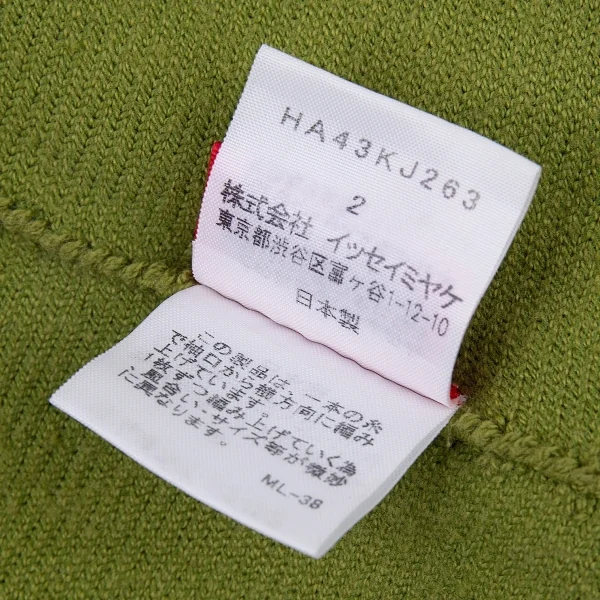 HA43KJ263
2
株式会社 イッセイミヤケ
東京都渋谷区富ヶ谷1-12-10
日本製
この製品は、一本の糸
で袖口から横方向に編み
上げています。
1枚ずつ編み上げていく為
に風合い、サイズ等が微妙
に異なります。
ML-38